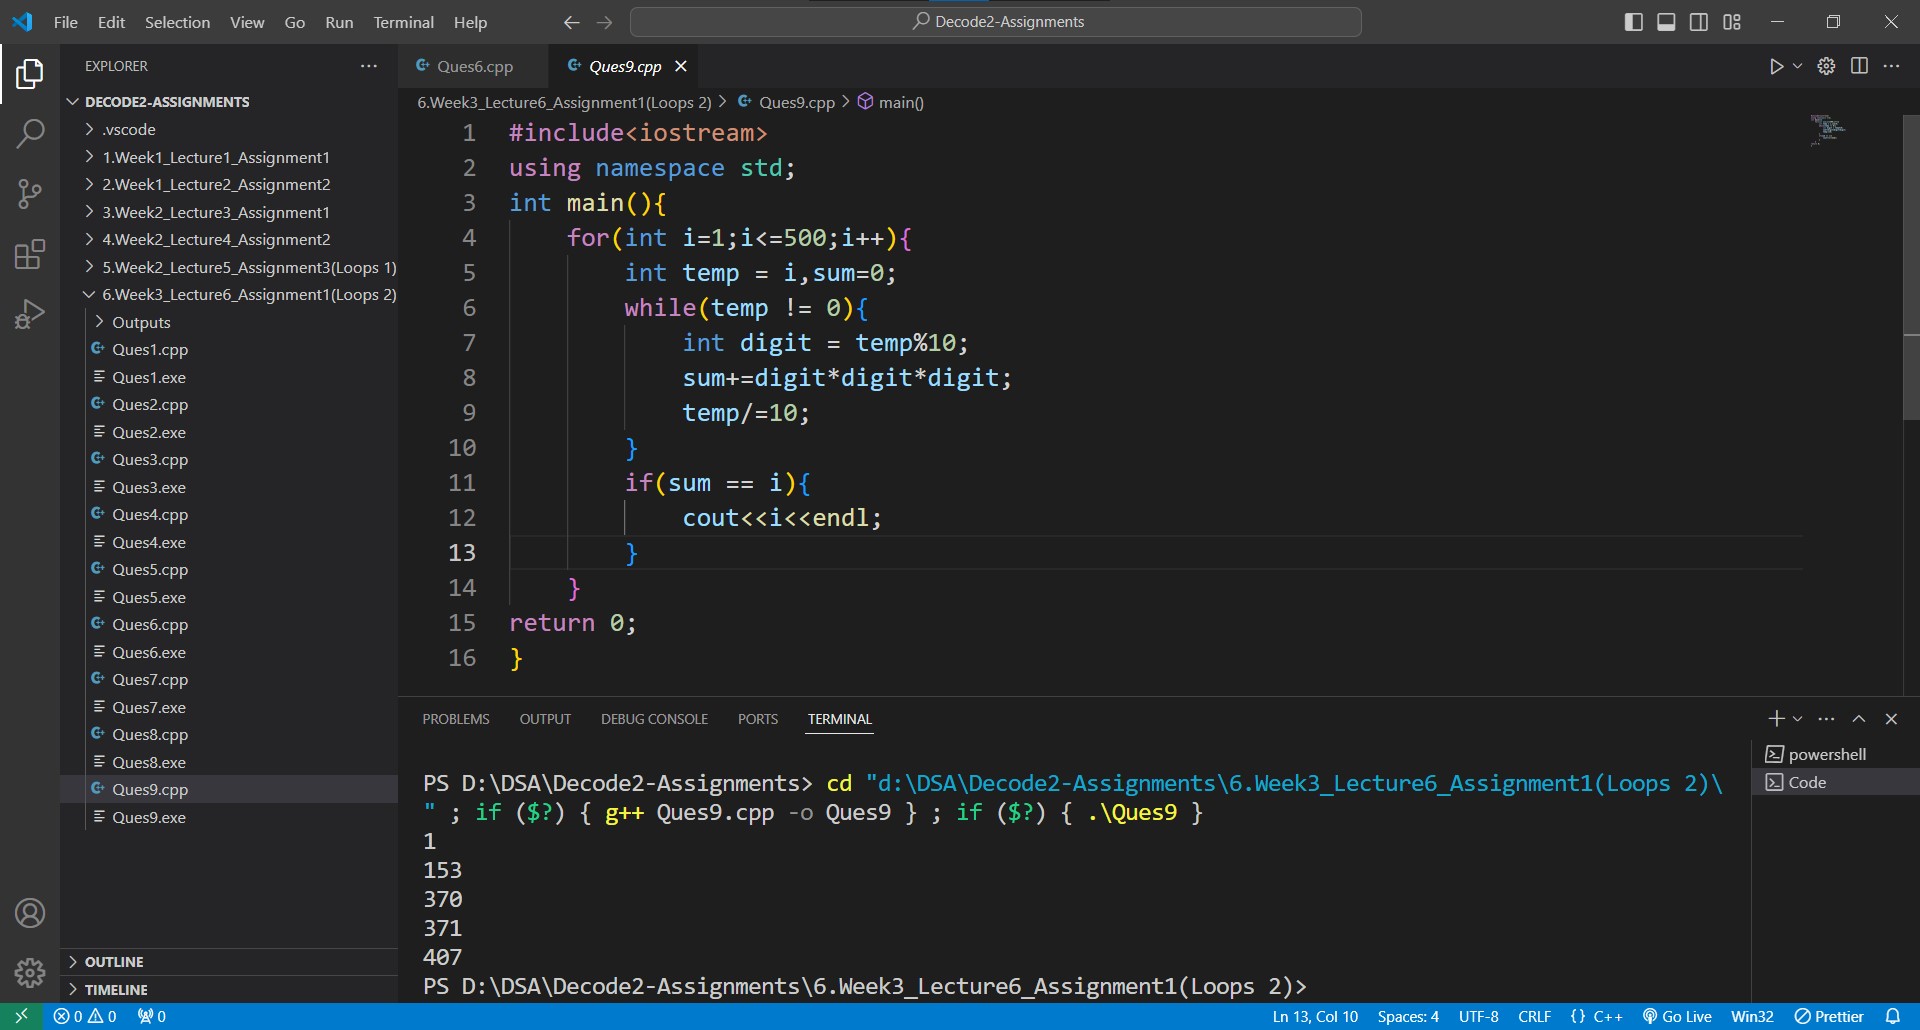 File Edit Selection View Go Run Terminal Help
Decode2-Assignments
EXPLORER
DECODE2-ASSIGNMENTS
.vscode
1.Week1_Lecture1_Assignment1
2.Week1_Lecture2_Assignment2
3.Week2_Lecture3_Assignment1
4.Week2_Lecture4_Assignment2
5.Week2_Lecture5_Assignment3(Loops 1)
6.Week3_Lecture6_Assignment1(Loops 2)
Outputs
Ques1.cpp
Ques1.exe
Ques2.cpp
Ques2.exe
Ques3.cpp
Ques3.exe
Ques4.cpp
Ques4.exe
Ques5.cpp
Ques5.exe
Ques6.cpp
Ques6.exe
Ques7.cpp
Ques7.exe
Ques8.cpp
Ques8.exe
Ques9.cpp
Ques9.exe
OUTLINE
TIMELINE
Ques6.cpp Ques9.cpp
6.Week3_Lecture6_Assignment1(Loops 2) > Ques9.cpp > main()
1 #include<iostream>
2 using namespace std;
3 int main(){
4     for(int i=1;i<=500;i++){
5         int temp = i,sum=0;
6         while(temp != 0){
7             int digit = temp%10;
8             sum+=digit*digit*digit;
9             temp/=10;
10         }
11         if(sum == i){
12             cout<<i<<endl;
13         }
14     }
15 return 0;
16 }
PROBLEMS OUTPUT DEBUG CONSOLE PORTS TERMINAL
PS D:\DSA\Decode2-Assignments> cd "d:\DSA\Decode2-Assignments\6.Week3_Lecture6_Assignment1(Loops 2)\
" ; if ($?) { g++ Ques9.cpp -o Ques9 } ; if ($?) { .\Ques9 }
1
153
370
371
407
PS D:\DSA\Decode2-Assignments\6.Week3_Lecture6_Assignment1(Loops 2)>
powershell
Code
0 0 0 Ln 13, Col 10 Spaces: 4 UTF-8 CRLF {} C++ Go Live Win32 Prettier